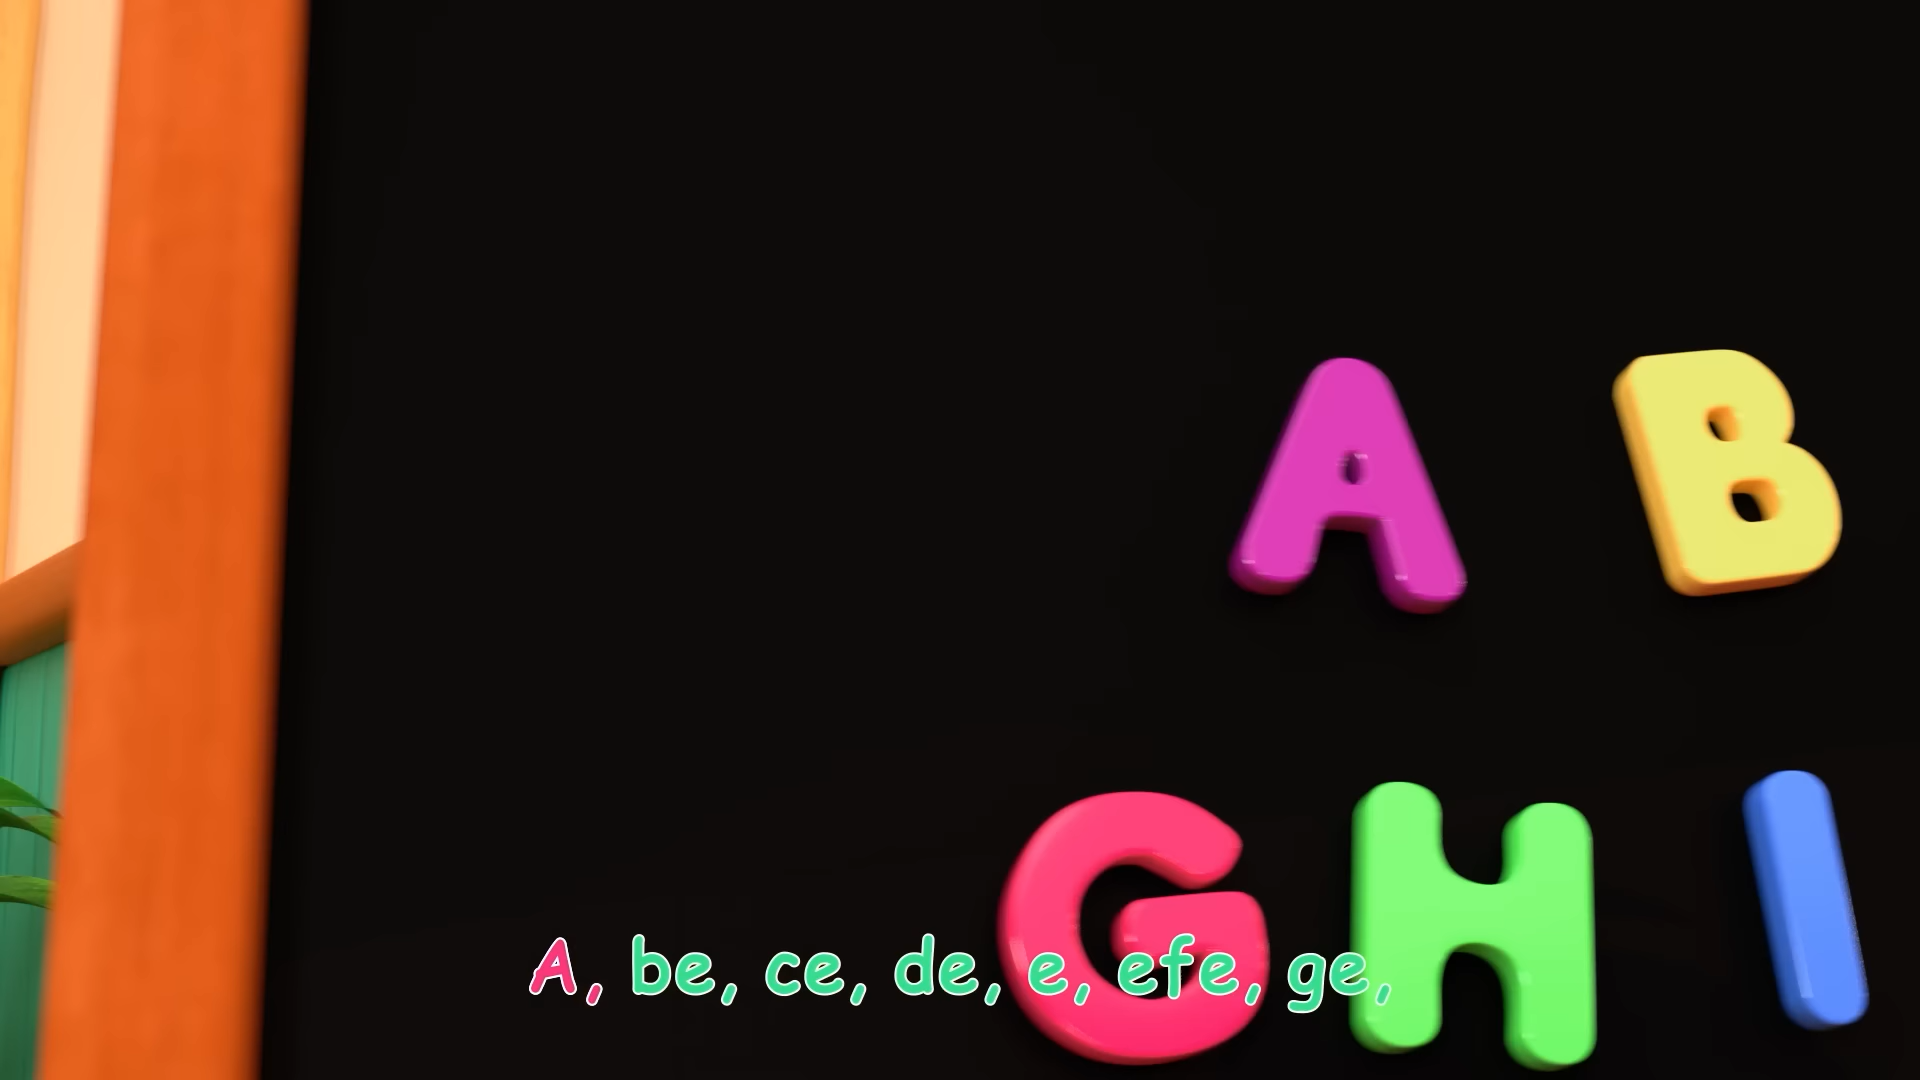 A B
G H I
A, be, ce, de, e, efe, ge,